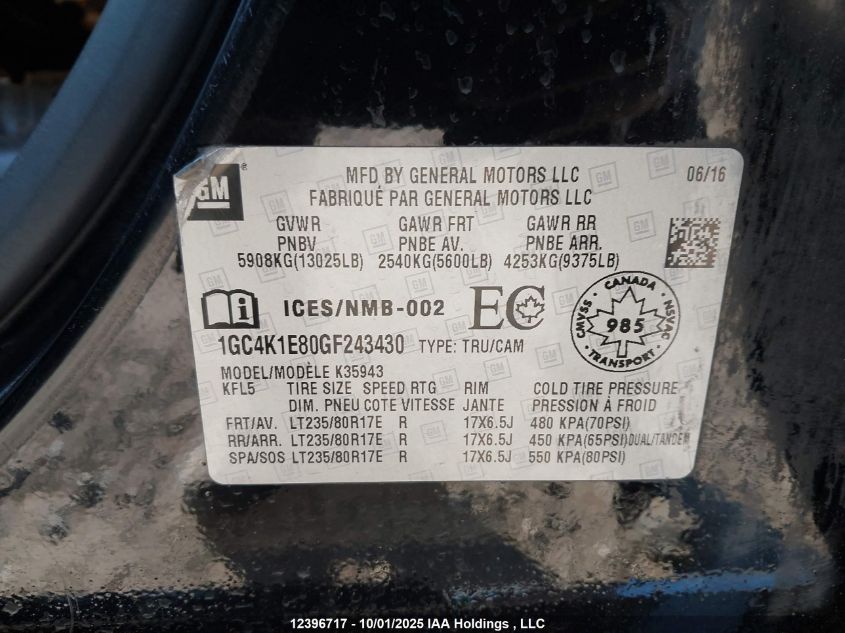 GM
MFD BY GENERAL MOTORS LLC 06/16
FABRIQUÉ PAR GENERAL MOTORS LLC
GVWR GAWR FRT GAWR RR
PNBV PNBE AV. PNBE ARR.
5908KG(13025LB) 2540KG(5600LB) 4253KG(9375LB)
ICES/NMB-002 EC
CANADA
CMVSS 985 NSVAC
TRANSPORT
1GC4K1E80GF243430 TYPE: TRU/CAM
MODEL/MODÈLE K35943
KFL5 TIRE SIZE SPEED RTG RIM COLD TIRE PRESSURE
DIM. PNEU COTE VITESSE JANTE PRESSION À FROID
FRT/AV. LT235/80R17E R 17X6.5J 480 KPA(70PSI)
RR/ARR. LT235/80R17E R 17X6.5J 450 KPA(65PSI)DUAL/TANDEM
SPA/SOS LT235/80R17E R 17X6.5J 550 KPA(80PSI)
12396717 - 10/01/2025 IAA Holdings , LLC